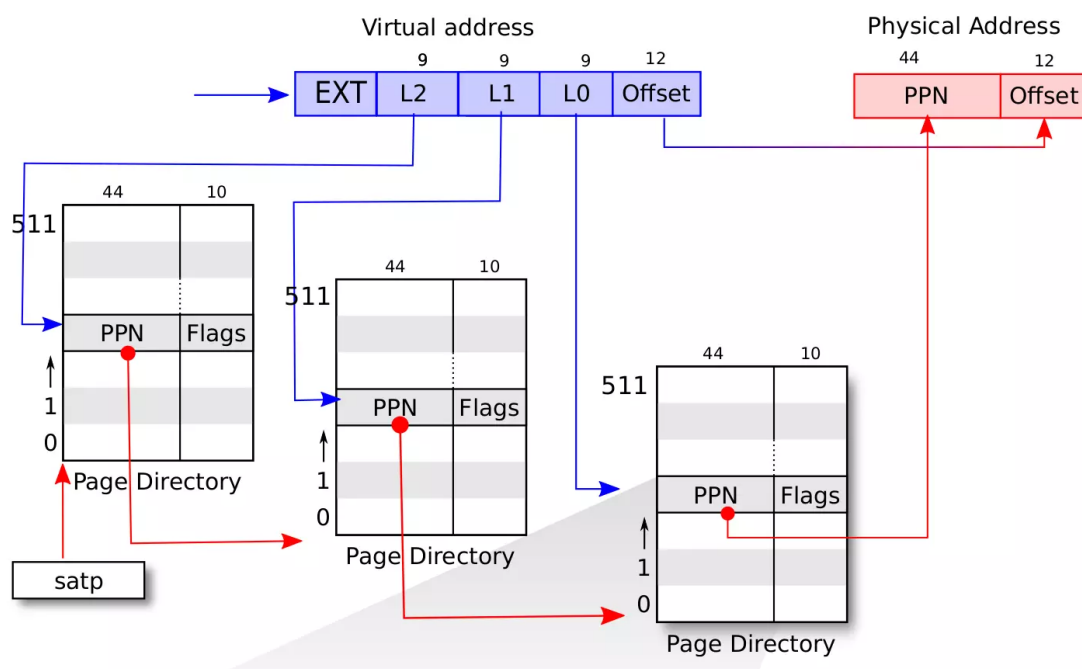 Virtual address
Physical Address
9 9 9 12
44 12
EXT L2 L1 L0 Offset
PPN Offset
44 10
511
PPN Flags
1
0
Page Directory
satp
44 10
511
PPN Flags
1
0
Page Directory
44 10
511
PPN Flags
1
0
Page Directory